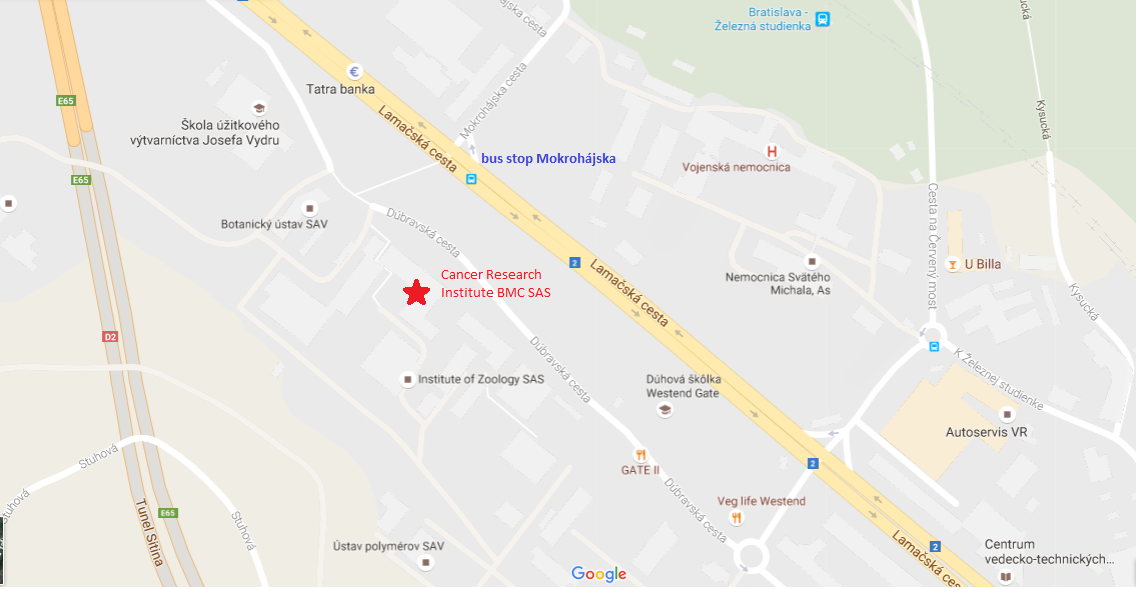 Bratislava -
Železná studienka
Mokrohájska cesta
Kysucká
Tatra banka
E65
Škola úžitkového
výtvarníctva Josefa Vydru
Lamačská cesta
Mokrohájska cesta
bus stop Mokrohájska
H
Vojenská nemocnica
E65
Botanický ústav SAV
Dúbravská cesta
Cesta na Červený most
2
Lamačská cesta
U Billa
Nemocnica Svätého
Michala, As
Cancer Research
Institute BMC SAS
Kysucká
D2
Dúbravská cesta
K Železnej studienke
Institute of Zoology SAS
Dúhová škôlka
Westend Gate
Autoservis VR
Stuhová
GATE II
2
Dúbravská cesta
Veg life Westend
Stuhová
Stuhová
E65
Tunel Sitina
Ústav polymérov SAV
2
Lamačská ces
Centrum
vedecko-technických...
Google